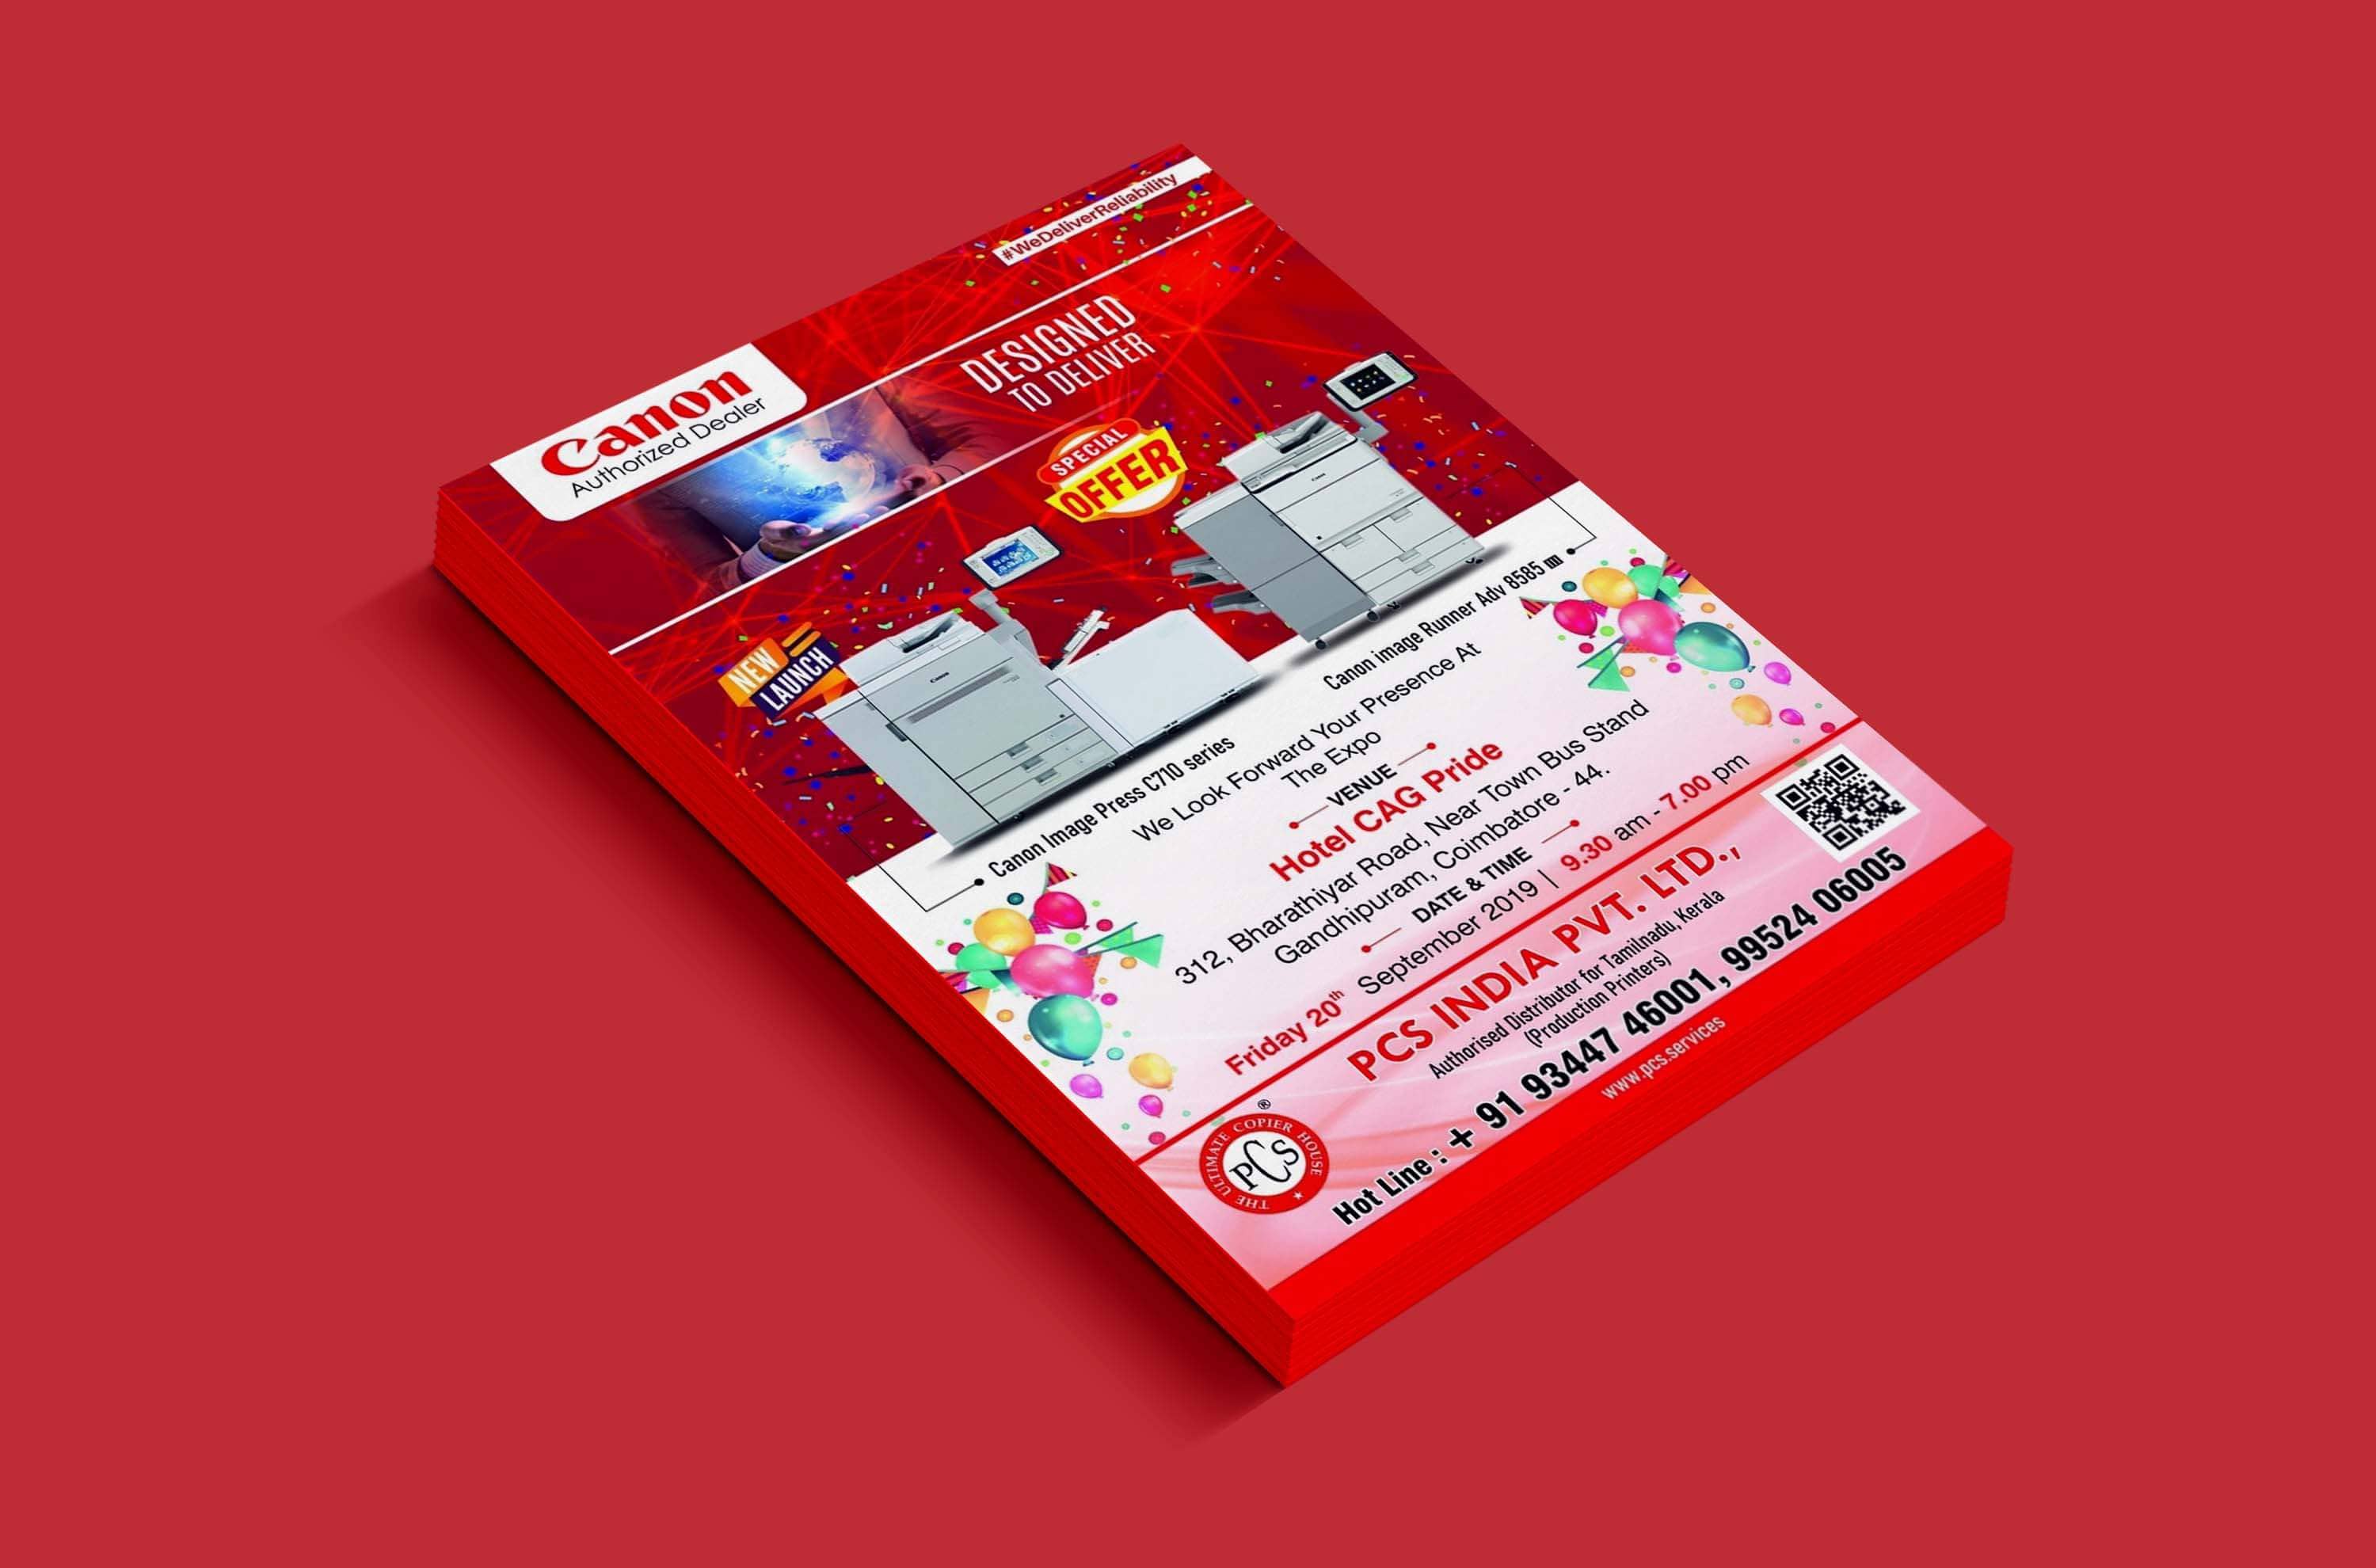 #WeDeliverReliability
Canon
Authorized Dealer
DESIGNED
TO DELIVER
SPECIAL
OFFER
NEW
LAUNCH
Canon
Canon
Canon image Runner Adv 8585 III
Canon Image Press C710 series
We Look Forward Your Presence At
The Expo
VENUE
Hotel CAG Pride
312, Bharathiyar Road, Near Town Bus Stand
Gandhipuram, Coimbatore - 44.
DATE & TIME
Friday 20th September 2019 | 9.30 am - 7.00 pm
PCS INDIA PVT. LTD.,
Authorised Distributor for Tamilnadu, Kerala
(Production Printers)
Hot Line : + 91 93447 46001, 99524 06005
www.pcs.services
THE ULTIMATE COPIER HOUSE
PCS
®